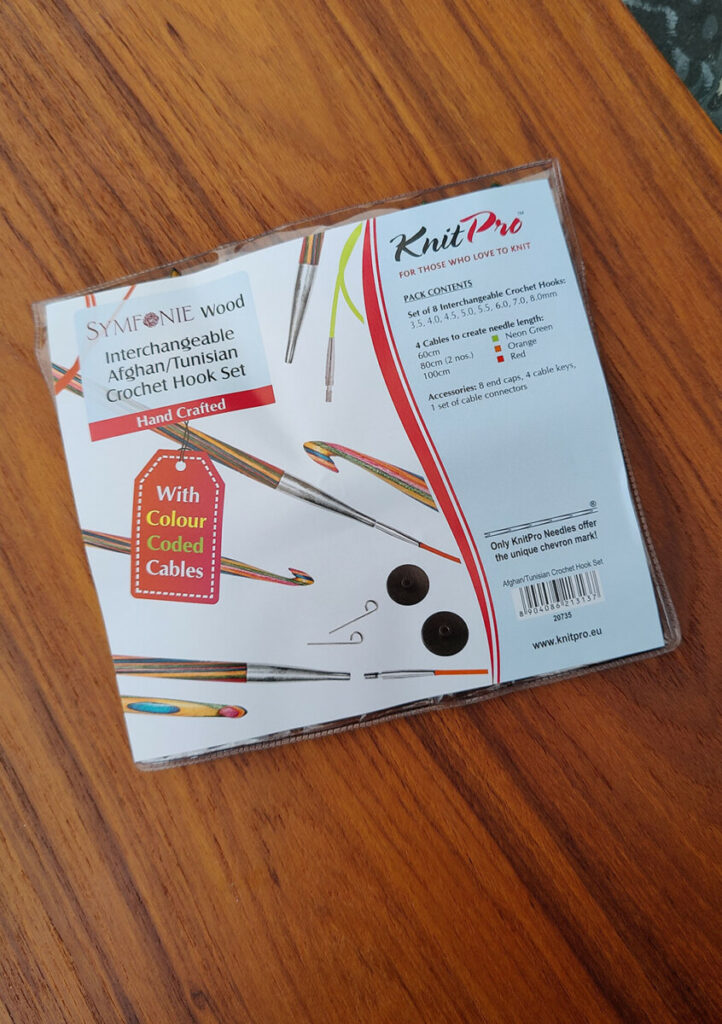 SYMFONIE Wood
Interchangeable
Afghan/Tunisian
Crochet Hook Set
Hand Crafted
With
Colour
Coded
Cables
KnitPro™
FOR THOSE WHO LOVE TO KNIT
PACK CONTENTS
Set of 8 Interchangeable Crochet Hooks:
3.5, 4.0, 4.5, 5.0, 5.5, 6.0, 7.0, 8.0mm
4 Cables to create needle length:
60cm Neon Green
80cm (2 nos.) Orange
100cm Red
Accessories: 8 end caps, 4 cable keys,
1 set of cable connectors
®
Only KnitPro Needles offer
the unique chevron mark!
Afghan/Tunisian Crochet Hook Set
8 904086 213137
20735
www.knitpro.eu